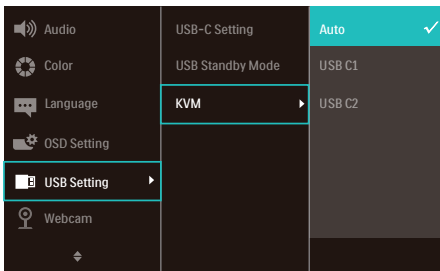 Audio
USB-C Setting
Auto
Color
USB Standby Mode
USB C1
Language
KVM
USB C2
OSD Setting
USB Setting
Webcam